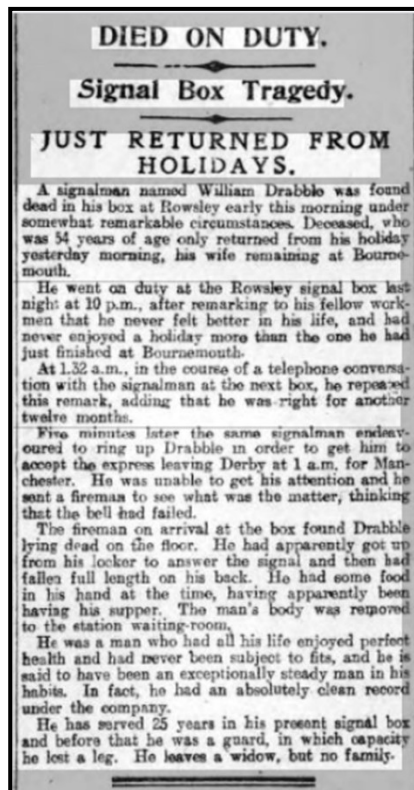 DIED ON DUTY.
Signal Box Tragedy.
JUST RETURNED FROM
HOLIDAYS.
A signalman named William Drabble was found
dead in his box at Rowsley early this morning under
somewhat remarkable circumstances. Deceased, who
was 54 years of age only returned from his holiday
yesterday morning, his wife remaining at Bourne-
mouth.
He went on duty at the Rowsley signal box last
night at 10 p.m., after remarking to his fellow work-
men that he never felt better in his life, and had
never enjoyed a holiday more than the one he had
just finished at Bournemouth.
At 1.32 a.m., in the course of a telephone conversa-
tion with the signalman at the next box, he repeated
this remark, adding that he was right for another
twelve months.
Five minutes later the same signalman endeav-
oured to ring up Drabble in order to get him to
accept the express leaving Derby at 1 a.m. for Man-
chester. He was unable to get his attention and he
sent a fireman to see what was the matter, thinking
that the bell had failed.
The fireman on arrival at the box found Drabble
lying dead on the floor. He had apparently got up
from his locker to answer the signal and then had
fallen full length on his back. He had some food
in his hand at the time, having apparently been
having his supper. The man's body was removed
to the station waiting-room.
He was a man who had all his life enjoyed perfect
health and had never been subject to fits, and he is
said to have been an exceptionally steady man in his
habits. In fact, he had an absolutely clean record
under the company.
He has served 25 years in his present signal box
and before that he was a guard, in which capacity
he lost a leg. He leaves a widow, but no family.